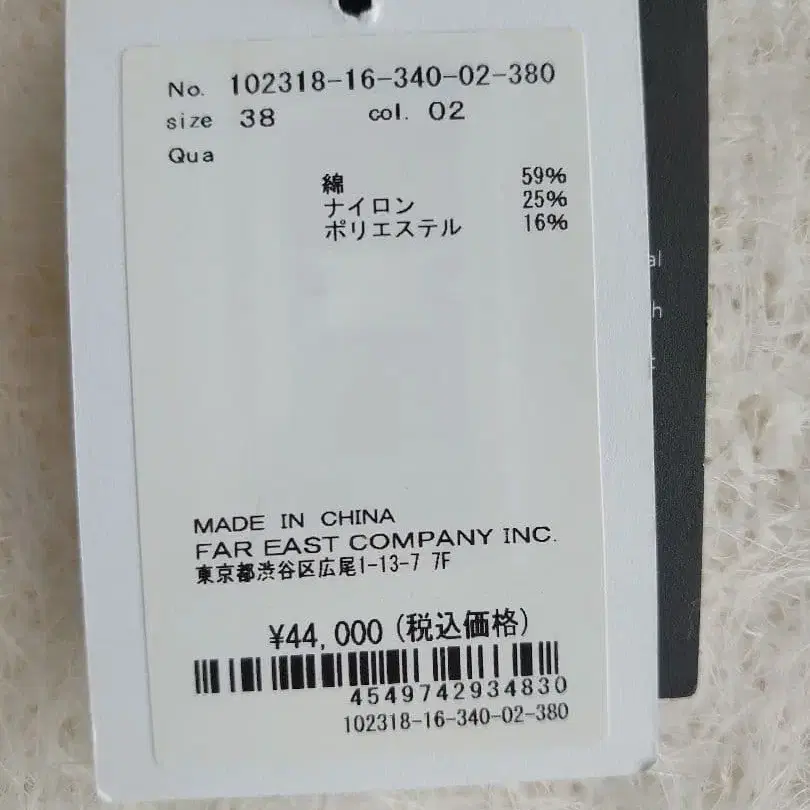 No. 102318-16-340-02-380
size 38 col. 02
Qua
綿 59%
ナイロン 25%
ポリエステル 16%
MADE IN CHINA
FAR EAST COMPANY INC.
東京都渋谷区広尾1-13-7 7F
¥44,000 (税込価格)
4549742934830
102318-16-340-02-380
al
h